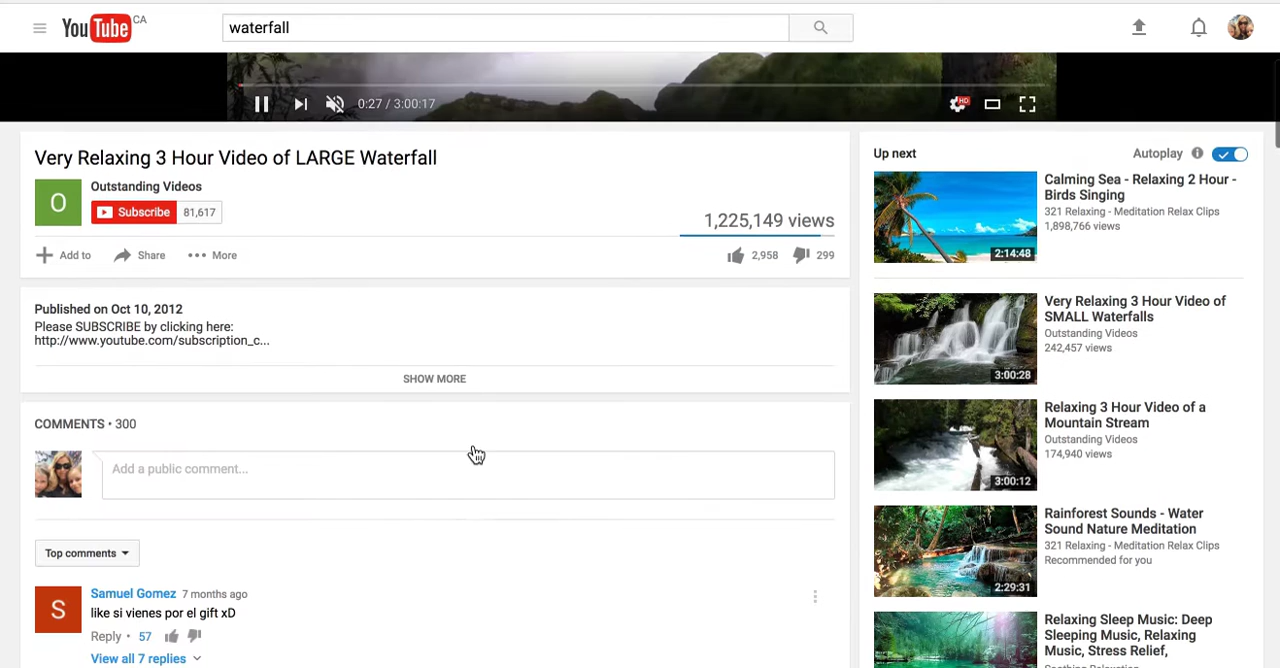 YouTube CA
waterfall
0:27 / 3:00:17
HD
Very Relaxing 3 Hour Video of LARGE Waterfall
O
Outstanding Videos
Subscribe 81,617
1,225,149 views
Add to Share More
2,958 299
Published on Oct 10, 2012
Please SUBSCRIBE by clicking here:
http://www.youtube.com/subscription_c...
SHOW MORE
COMMENTS • 300
Add a public comment...
Top comments
S
Samuel Gomez 7 months ago
like si vienes por el gift xD
Reply • 57
View all 7 replies
Up next
Autoplay
Calming Sea - Relaxing 2 Hour -
Birds Singing
321 Relaxing - Meditation Relax Clips
1,898,766 views
2:14:48
Very Relaxing 3 Hour Video of
SMALL Waterfalls
Outstanding Videos
242,457 views
3:00:28
Relaxing 3 Hour Video of a
Mountain Stream
Outstanding Videos
174,940 views
3:00:12
Rainforest Sounds - Water
Sound Nature Meditation
321 Relaxing - Meditation Relax Clips
Recommended for you
2:29:31
Relaxing Sleep Music: Deep
Sleeping Music, Relaxing
Music, Stress Relief,